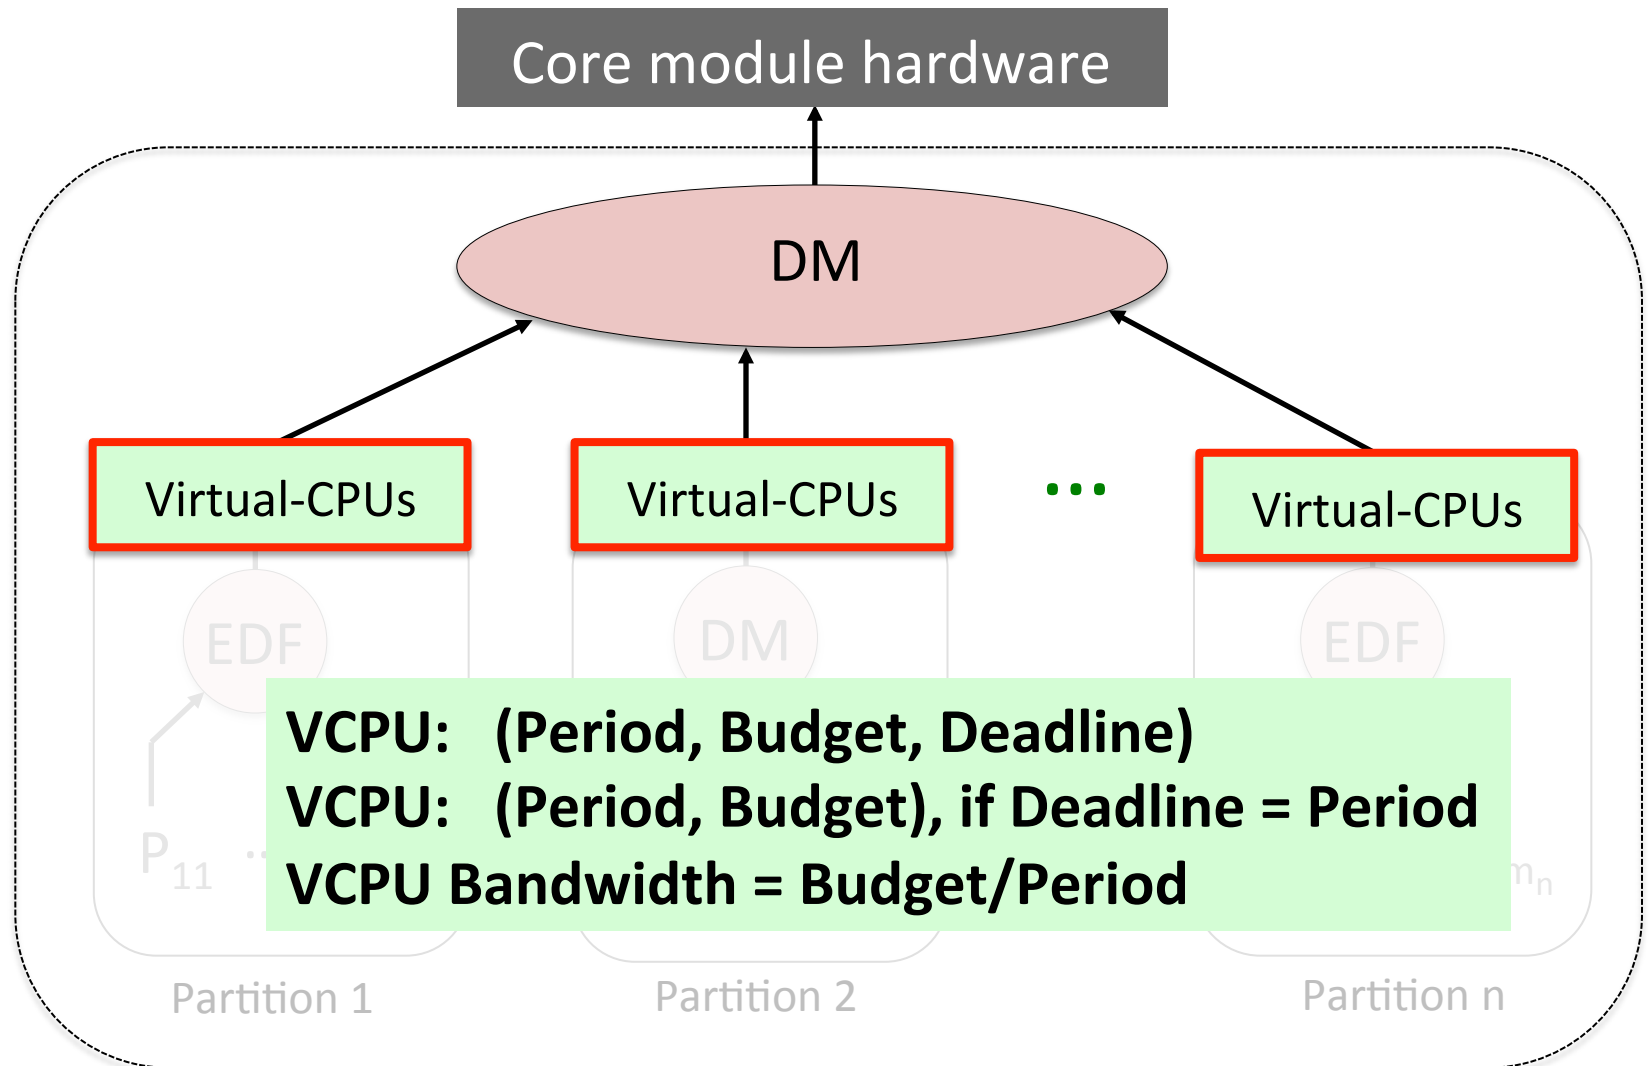 Core module hardware
DM
Virtual-CPUs
Virtual-CPUs
...
Virtual-CPUs
EDF
DM
EDF
VCPU: (Period, Budget, Deadline)
VCPU: (Period, Budget), if Deadline = Period
VCPU Bandwidth = Budget/Period
P11 ..
mn
Partition 1
Partition 2
Partition n